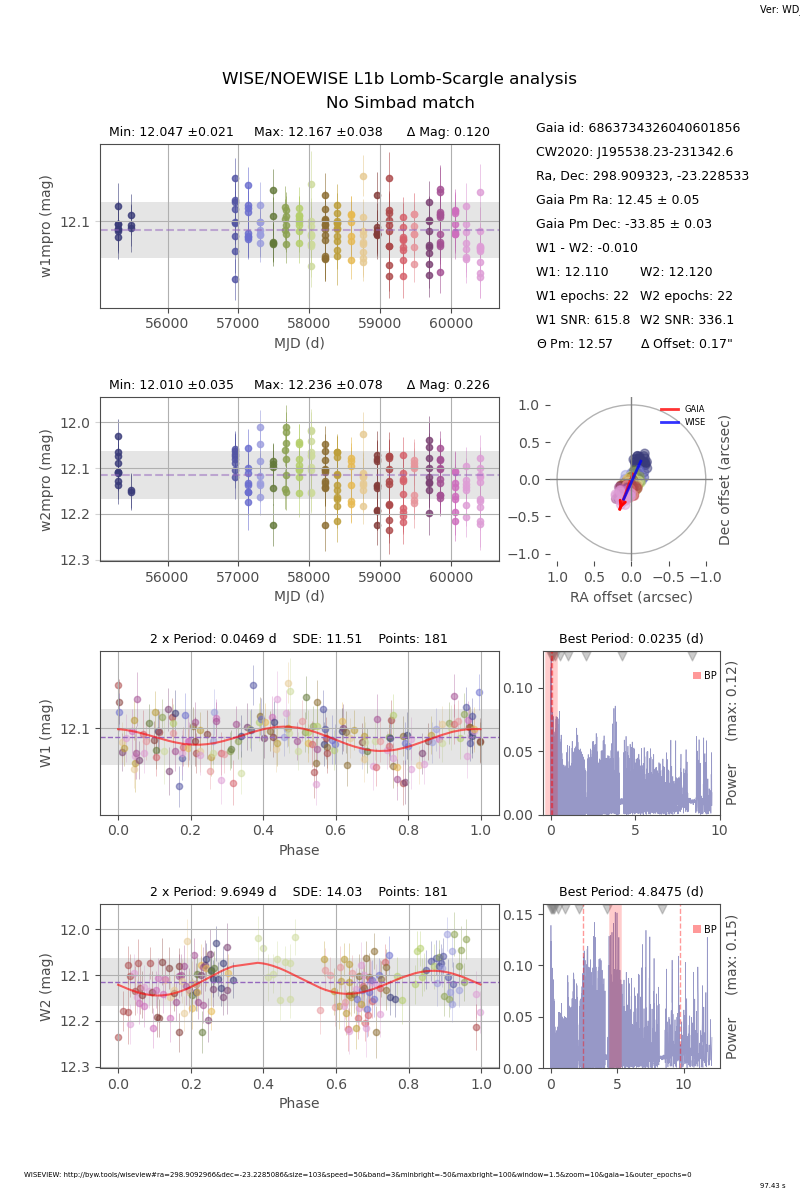 Ver: WD_
WISE/NOEWISE L1b Lomb-Scargle analysis
No Simbad match
Min: 12.047 ±0.021 Max: 12.167 ±0.038 Δ Mag: 0.120
w1mpro (mag)
12.1
56000 57000 58000 59000 60000
MJD (d)
Gaia id: 6863734326040601856
CW2020: J195538.23-231342.6
Ra, Dec: 298.909323, -23.228533
Gaia Pm Ra: 12.45 ± 0.05
Gaia Pm Dec: -33.85 ± 0.03
W1 - W2: -0.010
W1: 12.110 W2: 12.120
W1 epochs: 22 W2 epochs: 22
W1 SNR: 615.8 W2 SNR: 336.1
Θ Pm: 12.57 Δ Offset: 0.17"
Min: 12.010 ±0.035 Max: 12.236 ±0.078 Δ Mag: 0.226
w2mpro (mag)
12.0
12.1
12.2
12.3
56000 57000 58000 59000 60000
MJD (d)
GAIA
WISE
1.0
0.5
0.0
−0.5
−1.0
Dec offset (arcsec)
1.0 0.5 0.0 −0.5 −1.0
RA offset (arcsec)
2 x Period: 0.0469 d SDE: 11.51 Points: 181
W1 (mag)
12.1
0.0 0.2 0.4 0.6 0.8 1.0
Phase
Best Period: 0.0235 (d)
BP
0.10
0.05
0.00
0 5 10
Power (max: 0.12)
2 x Period: 9.6949 d SDE: 14.03 Points: 181
W2 (mag)
12.0
12.1
12.2
12.3
0.0 0.2 0.4 0.6 0.8 1.0
Phase
Best Period: 4.8475 (d)
BP
0.15
0.10
0.05
0.00
0 5 10
Power (max: 0.15)
WISEVIEW: http://byw.tools/wiseview#ra=298.9092966&dec=-23.2285086&size=103&speed=50&band=3&minbright=-50&maxbright=100&window=1.5&zoom=10&gaia=1&outer_epochs=0
97.43 s